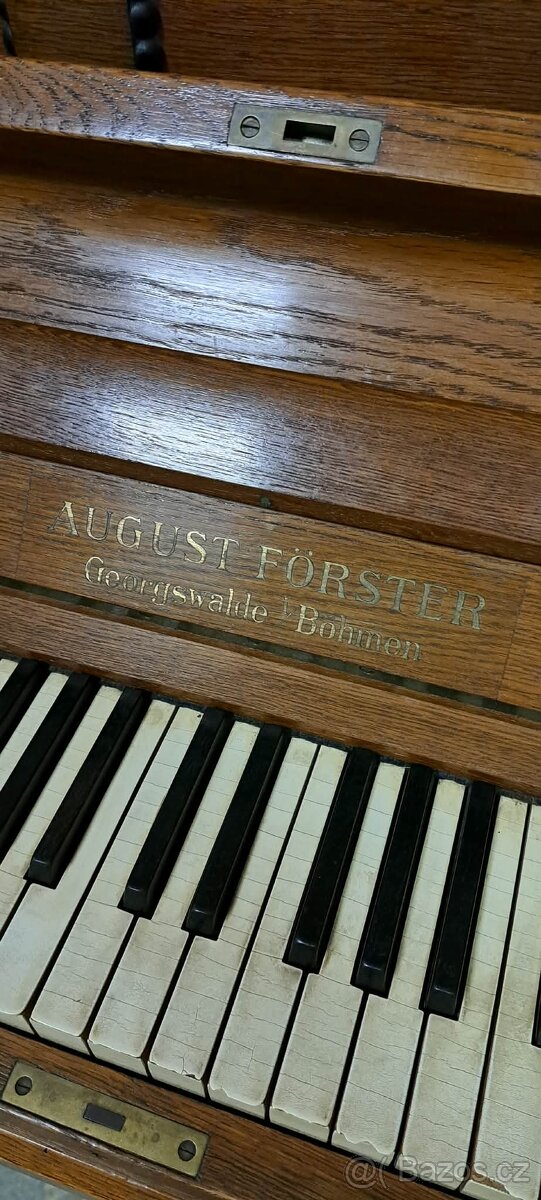 AUGUST FÖRSTER
Georgswalde i/Böhmen
@( Bazos.cz